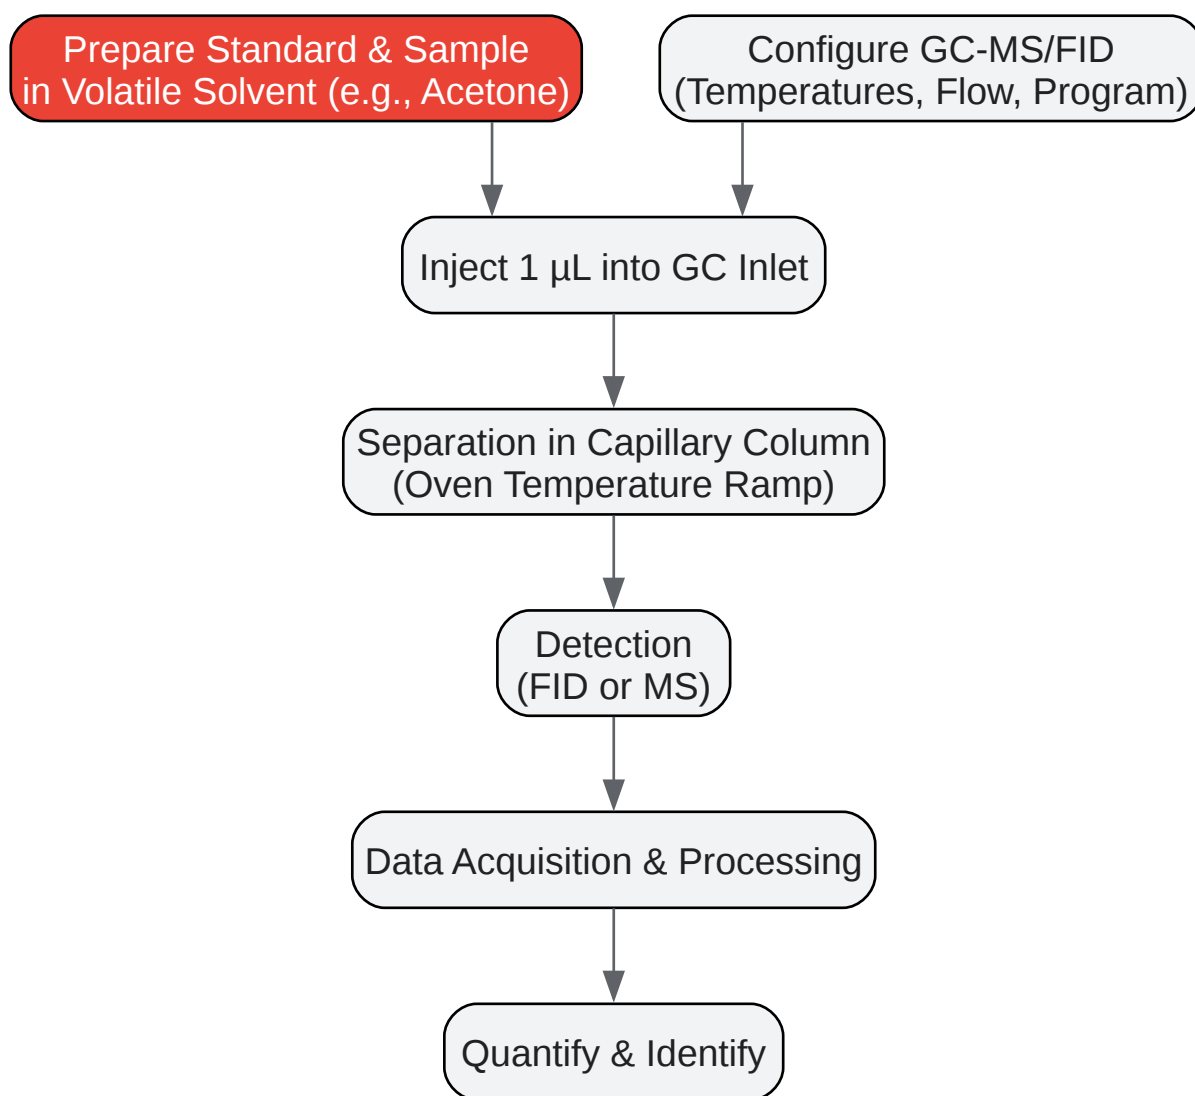 Prepare Standard & Sample
in Volatile Solvent (e.g., Acetone)
Configure GC-MS/FID
(Temperatures, Flow, Program)
Inject 1 µL into GC Inlet
Separation in Capillary Column
(Oven Temperature Ramp)
Detection
(FID or MS)
Data Acquisition & Processing
Quantify & Identify